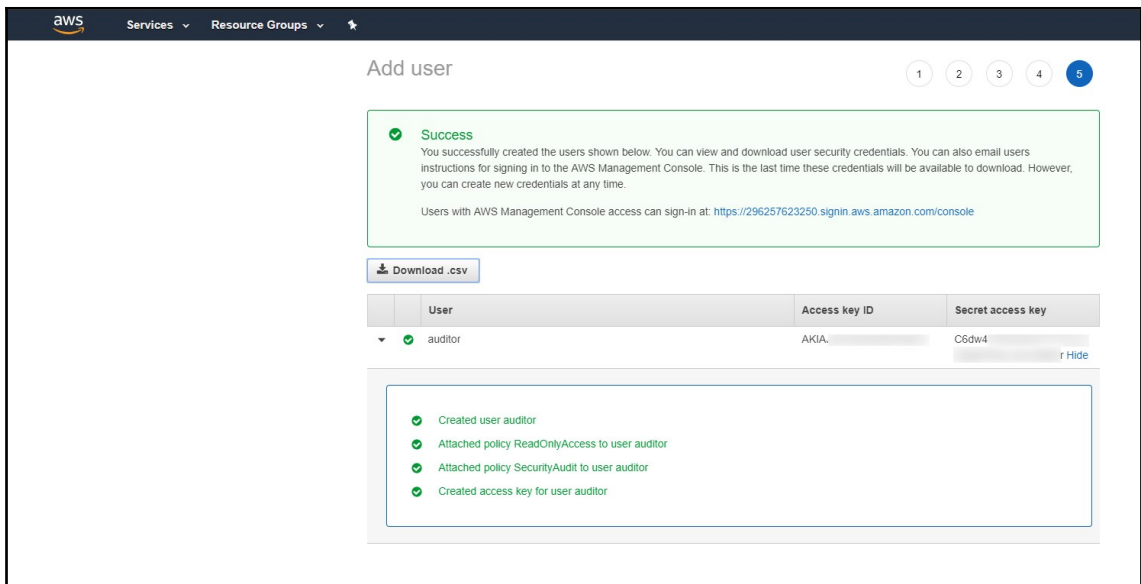 aws
Services
Resource Groups
Add user
1
2
3
4
5
Success
You successfully created the users shown below. You can view and download user security credentials. You can also email users
instructions for signing in to the AWS Management Console. This is the last time these credentials will be available to download. However,
you can create new credentials at any time.
Users with AWS Management Console access can sign-in at: https://296257623250.signin.aws.amazon.com/console
Download .csv
User Access key ID Secret access key
auditor AKIA C6dw4
r Hide
Created user auditor
Attached policy ReadOnlyAccess to user auditor
Attached policy SecurityAudit to user auditor
Created access key for user auditor